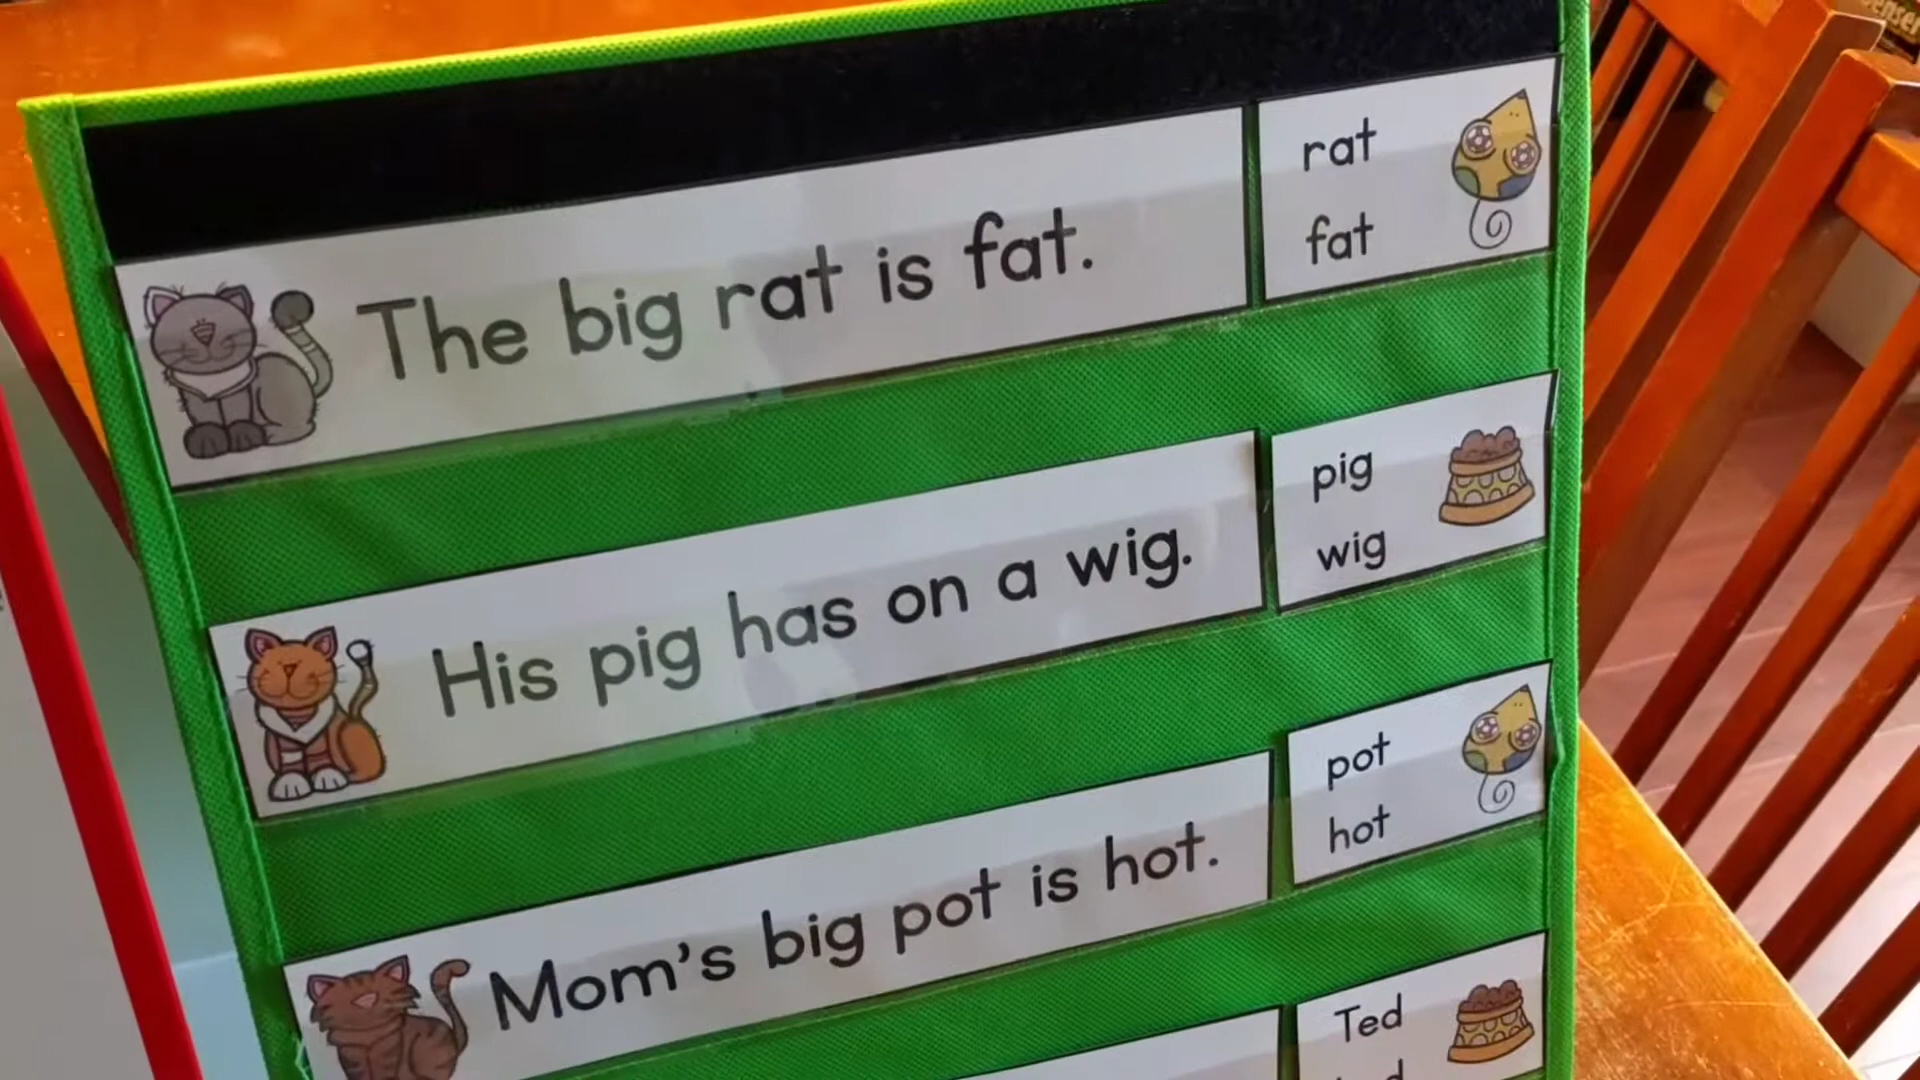 The big rat is fat.
rat
fat
His pig has on a wig.
pig
wig
Mom's big pot is hot.
pot
hot
Ted